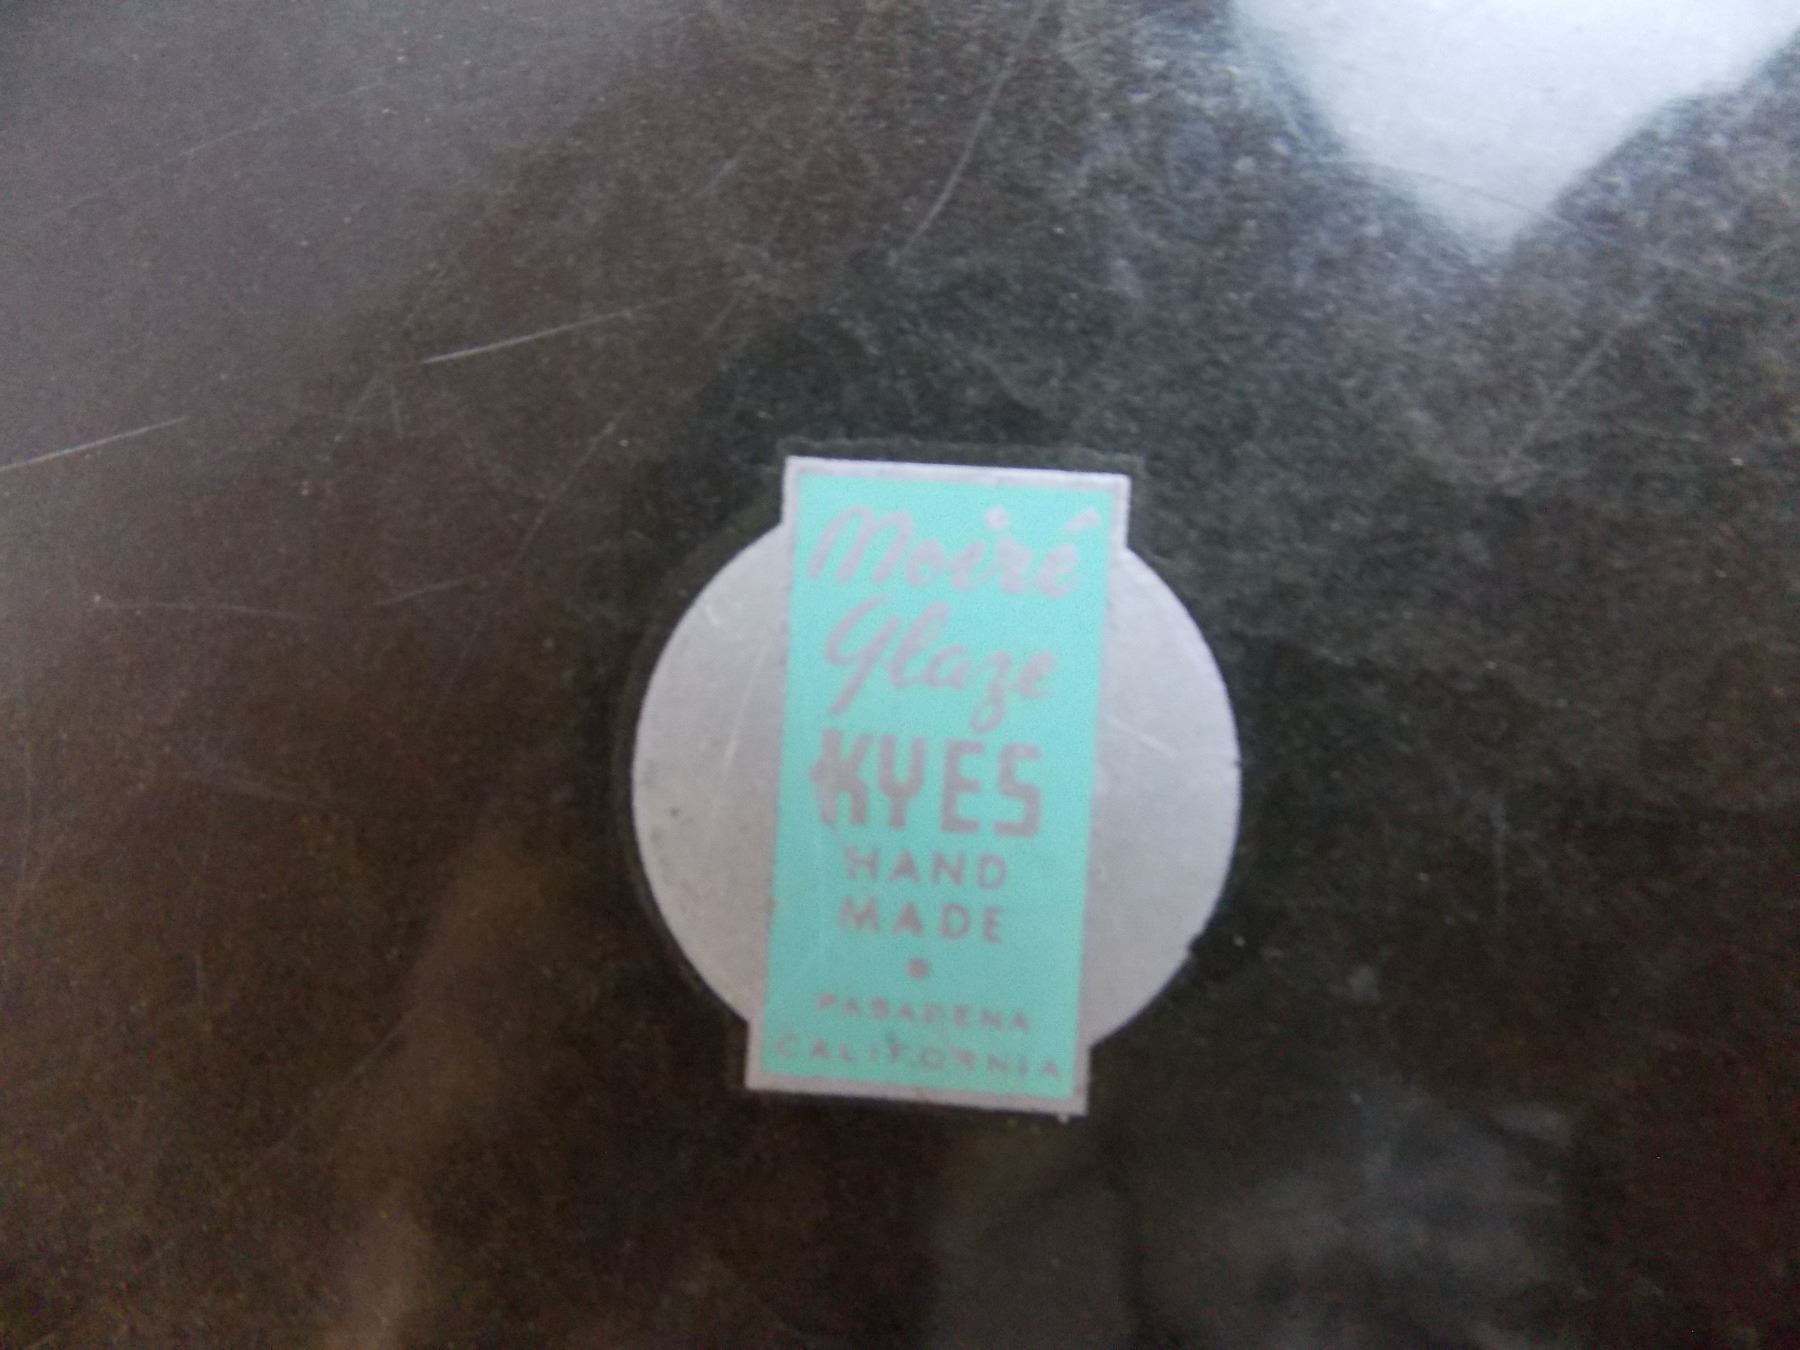 Moiré
Glaze
KYES
HAND
MADE
PASADENA
CALIFORNIA